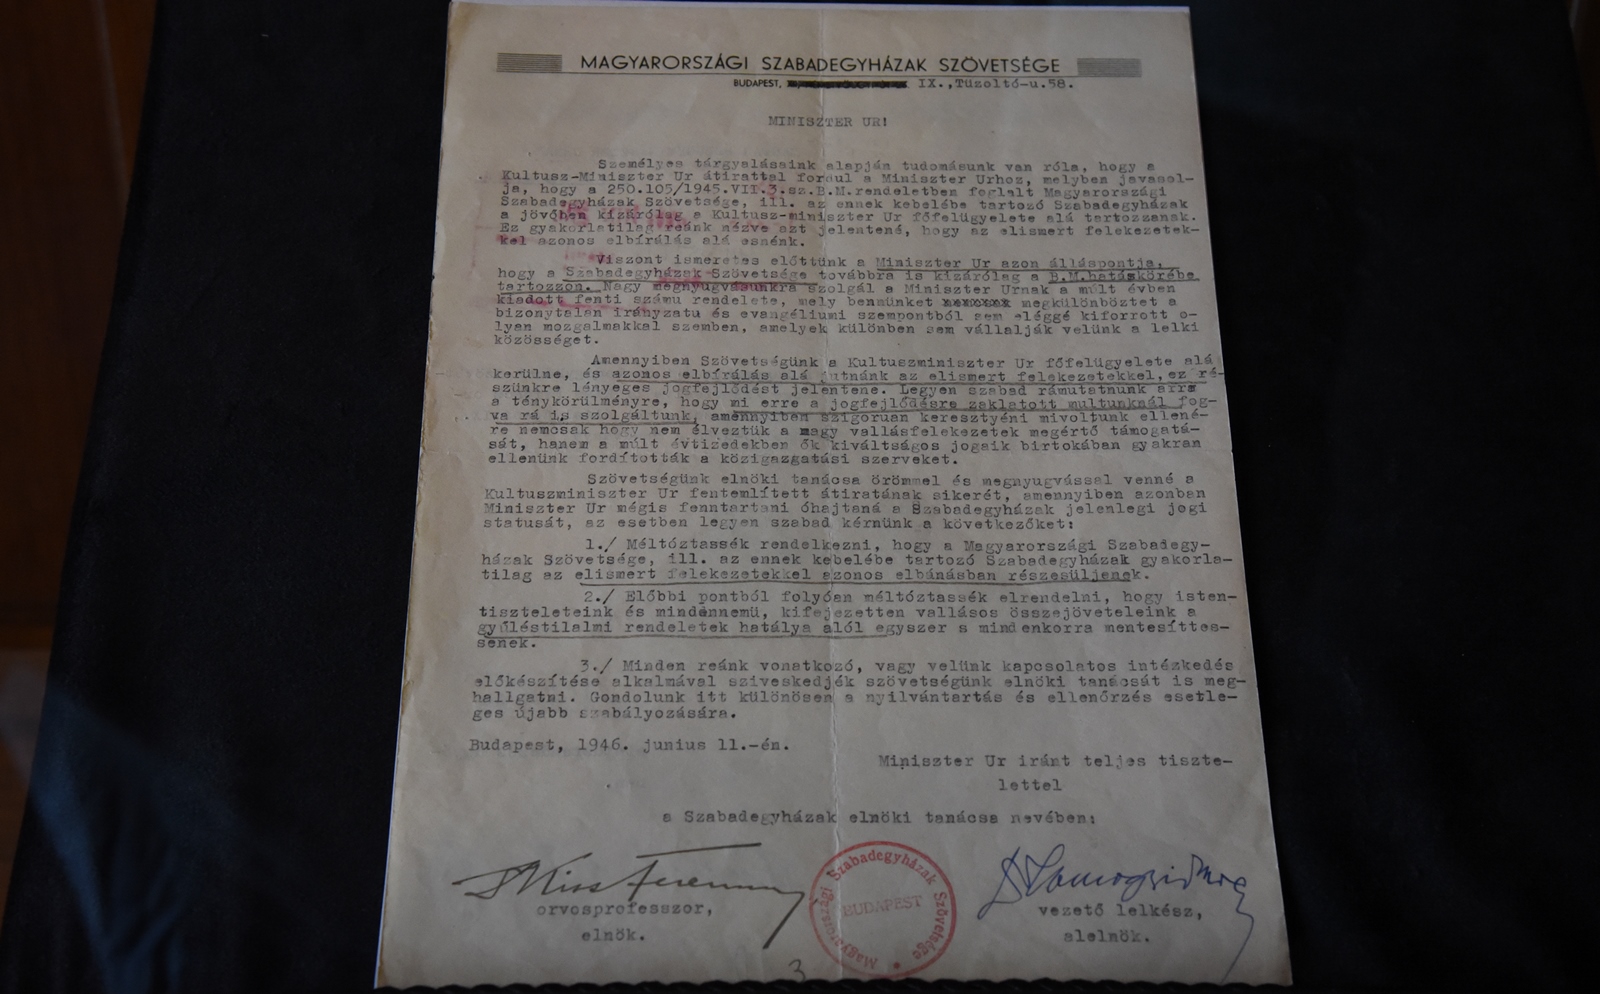 MAGYARORSZÁGI SZABADEGYHÁZAK SZÖVETSÉGE
BUDAPEST, IX.,Tüzoltó-u.58.
MINISZTER UR!
Személyes tárgyalásaink alapján tudomásunk van róla, hogy a
Kultusz-Miniszter Ur átirattal fordul a Miniszter Urhoz, melyben javasol-
ja, hogy a 250.105/1945.VII.3.sz.B.M.rendeletben foglalt Magyarországi
Szabadegyházak Szövetsége, ill. az ennek kebelébe tartozó Szabadegyházak
a jövőben kizárólag a Kultusz-miniszter Ur főfelügyelete alá tartozzanak.
Ez gyakorlatilag reánk nézve azt jelentené, hogy az elismert felekezetek-
kel azonos elbírálás alá esnénk.
Viszont ismeretes előttünk a Miniszter Ur azon álláspontja,
hogy a Szabadegyházak Szövetsége továbbra is kizárólag a B.M.hatáskörébe
tartozzon. Nagy megnyugvásunkra szolgál a Miniszter Urnak a mult évben
kiadott fenti számu rendelete, mely bennünket megkülönböztet a
bizonytalan irányzatu és evangéliumi szempontból sem eléggé kiforrott o-
lyan mozgalmakkal szemben, amelyek különben sem vállalják velünk a lelki
közösséget.
Amennyiben Szövetségünk a Kultuszminiszter Ur főfelügyelete alá
kerülne, és azonos elbírálás alá jutnánk az elismert felekezetekkel, ez ré-
szünkre lényeges jogfejlődést jelentene. Legyen szabad rámutatnunk arra
a ténykörülményre, hogy mi erre a jogfejlődésre zaklatott multunknál fog-
va rá is szolgáltunk, amennyiben szigoruan keresztyéni mivoltunk ellené-
re nemcsak hogy nem élveztük a nagy vallásfelekezetek megértő támogatá-
sát, hanem a mult évtizedekben ők kiváltságos jogaik birtokában gyakran
ellenünk fordították a közigazgatási szerveket.
Szövetségünk elnöki tanácsa örömmel és megnyugvással venné a
Kultuszminiszter Ur fentemlített átiratának sikerét, amennyiben azonban
Miniszter Ur mégis fenntartani óhajtaná a Szabadegyházak jelenlegi jogi
statusát, az esetben legyen szabad kérnünk a következőket:
1./ Méltóztassék rendelkezni, hogy a Magyarországi Szabadegy-
házak Szövetsége, ill. az ennek kebelébe tartozó Szabadegyházak gyakorla-
tilag az elismert felekezetekkel azonos elbánásban részesüljenek.
2./ Előbbi pontból folyóan méltóztassék elrendelni, hogy isten-
tiszteleteink és mindennemü, kifejezetten vallásos összejöveteleink a
gyüléstilalmi rendeletek hatálya alól egyszer s mindenkorra mentesíttes-
senek.
3./ Minden reánk vonatkozó, vagy velünk kapcsolatos intézkedés
előkészítése alkalmával sziveskedjék szövetségünk elnöki tanácsát is meg-
hallgatni. Gondolunk itt különösen a nyilvántartás és ellenőrzés esetle-
ges újabb szabályozására.
Budapest, 1946. junius 11.-én.
Miniszter Ur iránt teljes tiszte-
lettel
a Szabadegyházak elnöki tanácsa nevében:
Kiss Ferenc
orvosprofesszor,
elnök.
Magyarországi Szabadegyházak Szövetsége
BUDAPEST
vezető lelkész,
alelnök.
3